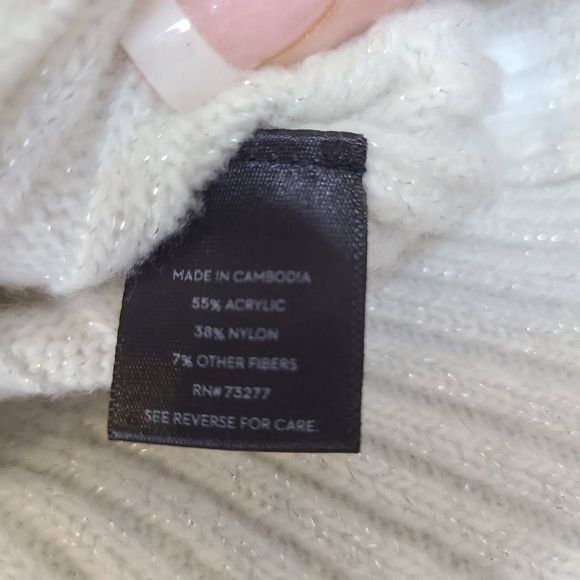 MADE IN CAMBODIA
55% ACRYLIC
38% NYLON
7% OTHER FIBERS
RN# 73277
SEE REVERSE FOR CARE.